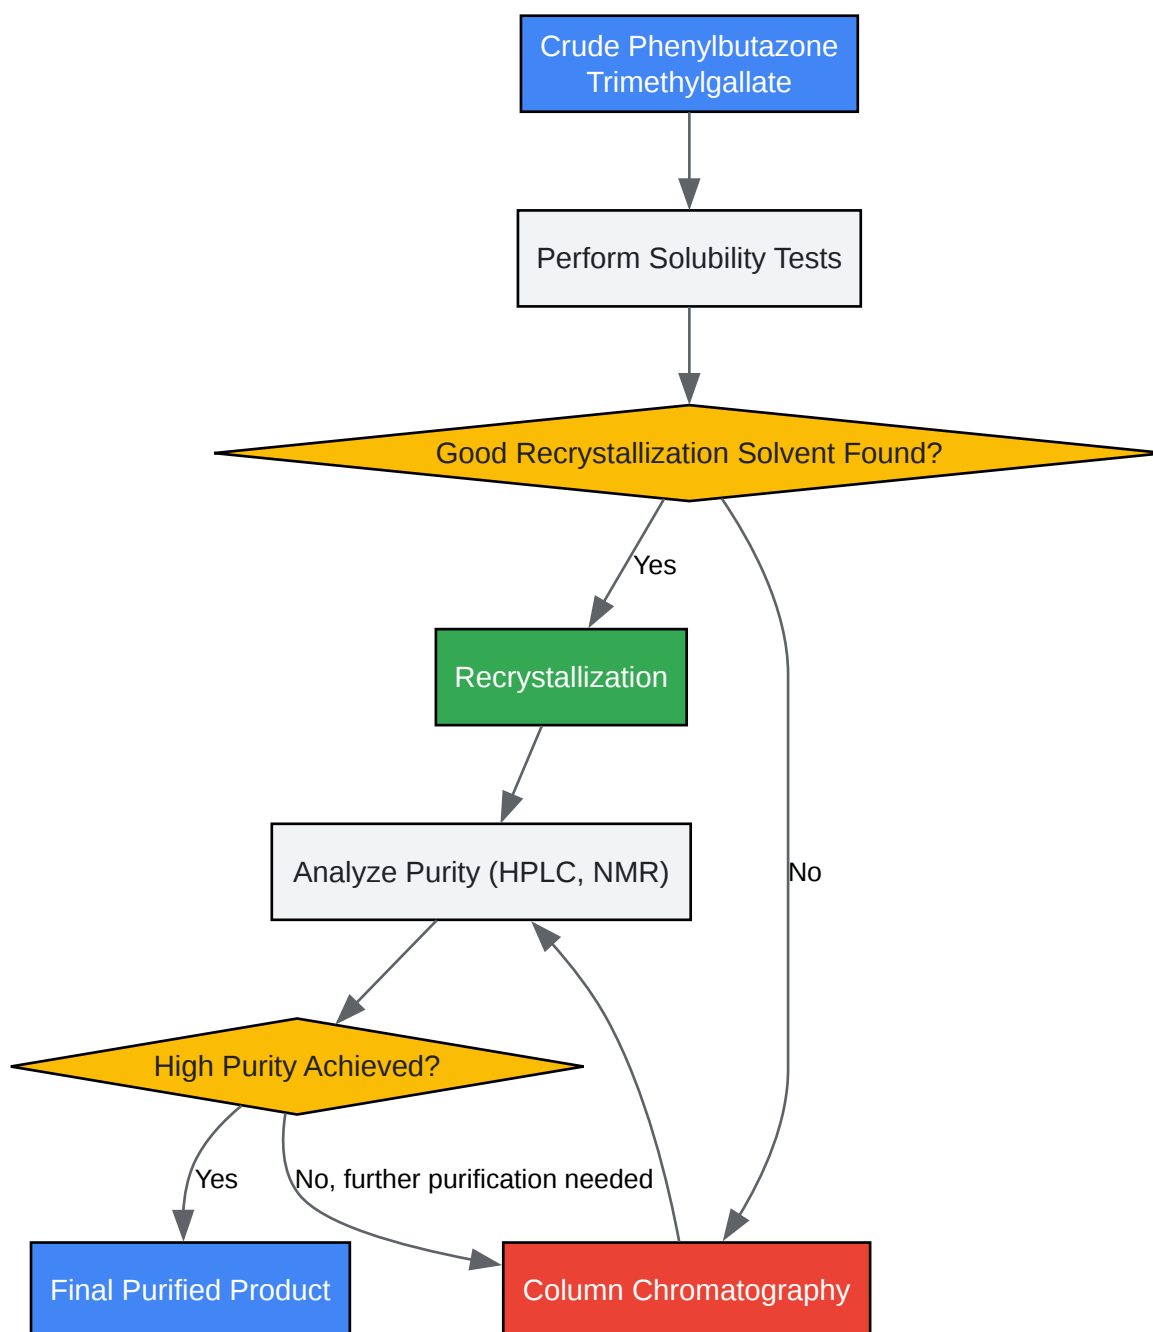 Crude Phenylbutazone
Trimethylgallate
Perform Solubility Tests
Good Recrystallization Solvent Found?
Yes
Recrystallization
Analyze Purity (HPLC, NMR)
No
High Purity Achieved?
Yes
No, further purification needed
Final Purified Product
Column Chromatography